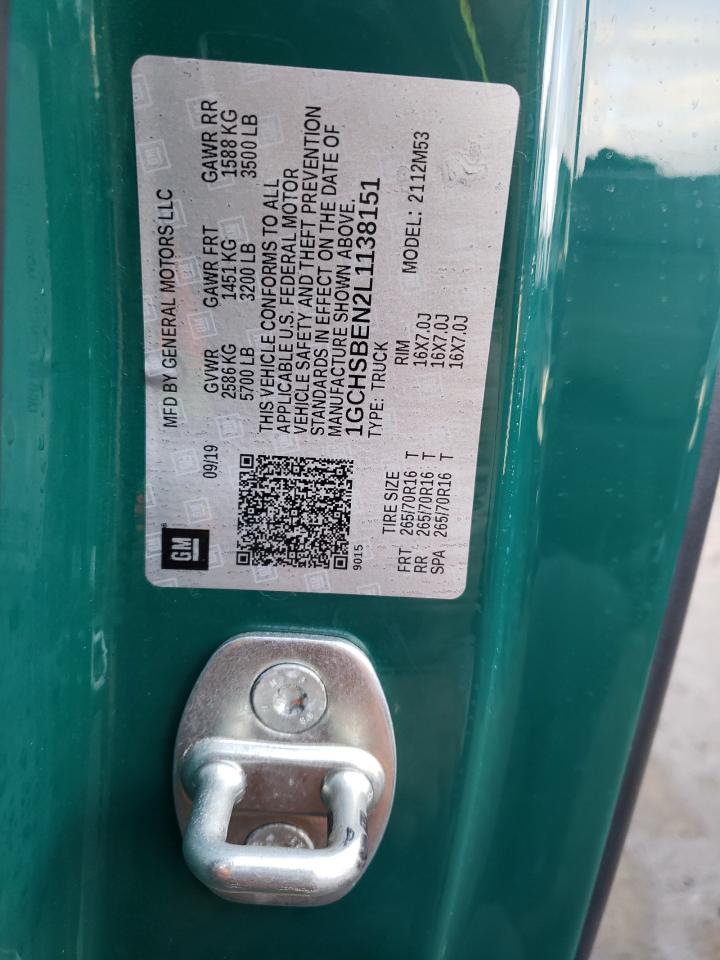 GM
MFD BY GENERAL MOTORS LLC
09/19
GVWR GAWR FRT GAWR RR
2586 KG 1451 KG 1588 KG
5700 LB 3200 LB 3500 LB
THIS VEHICLE CONFORMS TO ALL
APPLICABLE U.S. FEDERAL MOTOR
VEHICLE SAFETY AND THEFT PREVENTION
STANDARDS IN EFFECT ON THE DATE OF
MANUFACTURE SHOWN ABOVE.
1GCHSBEN2L1138151
9015
TYPE: TRUCK
MODEL: 2112M53
TIRE SIZE RIM
FRT 265/70R16 T 16X7.0J
RR 265/70R16 T 16X7.0J
SPA 265/70R16 T 16X7.0J